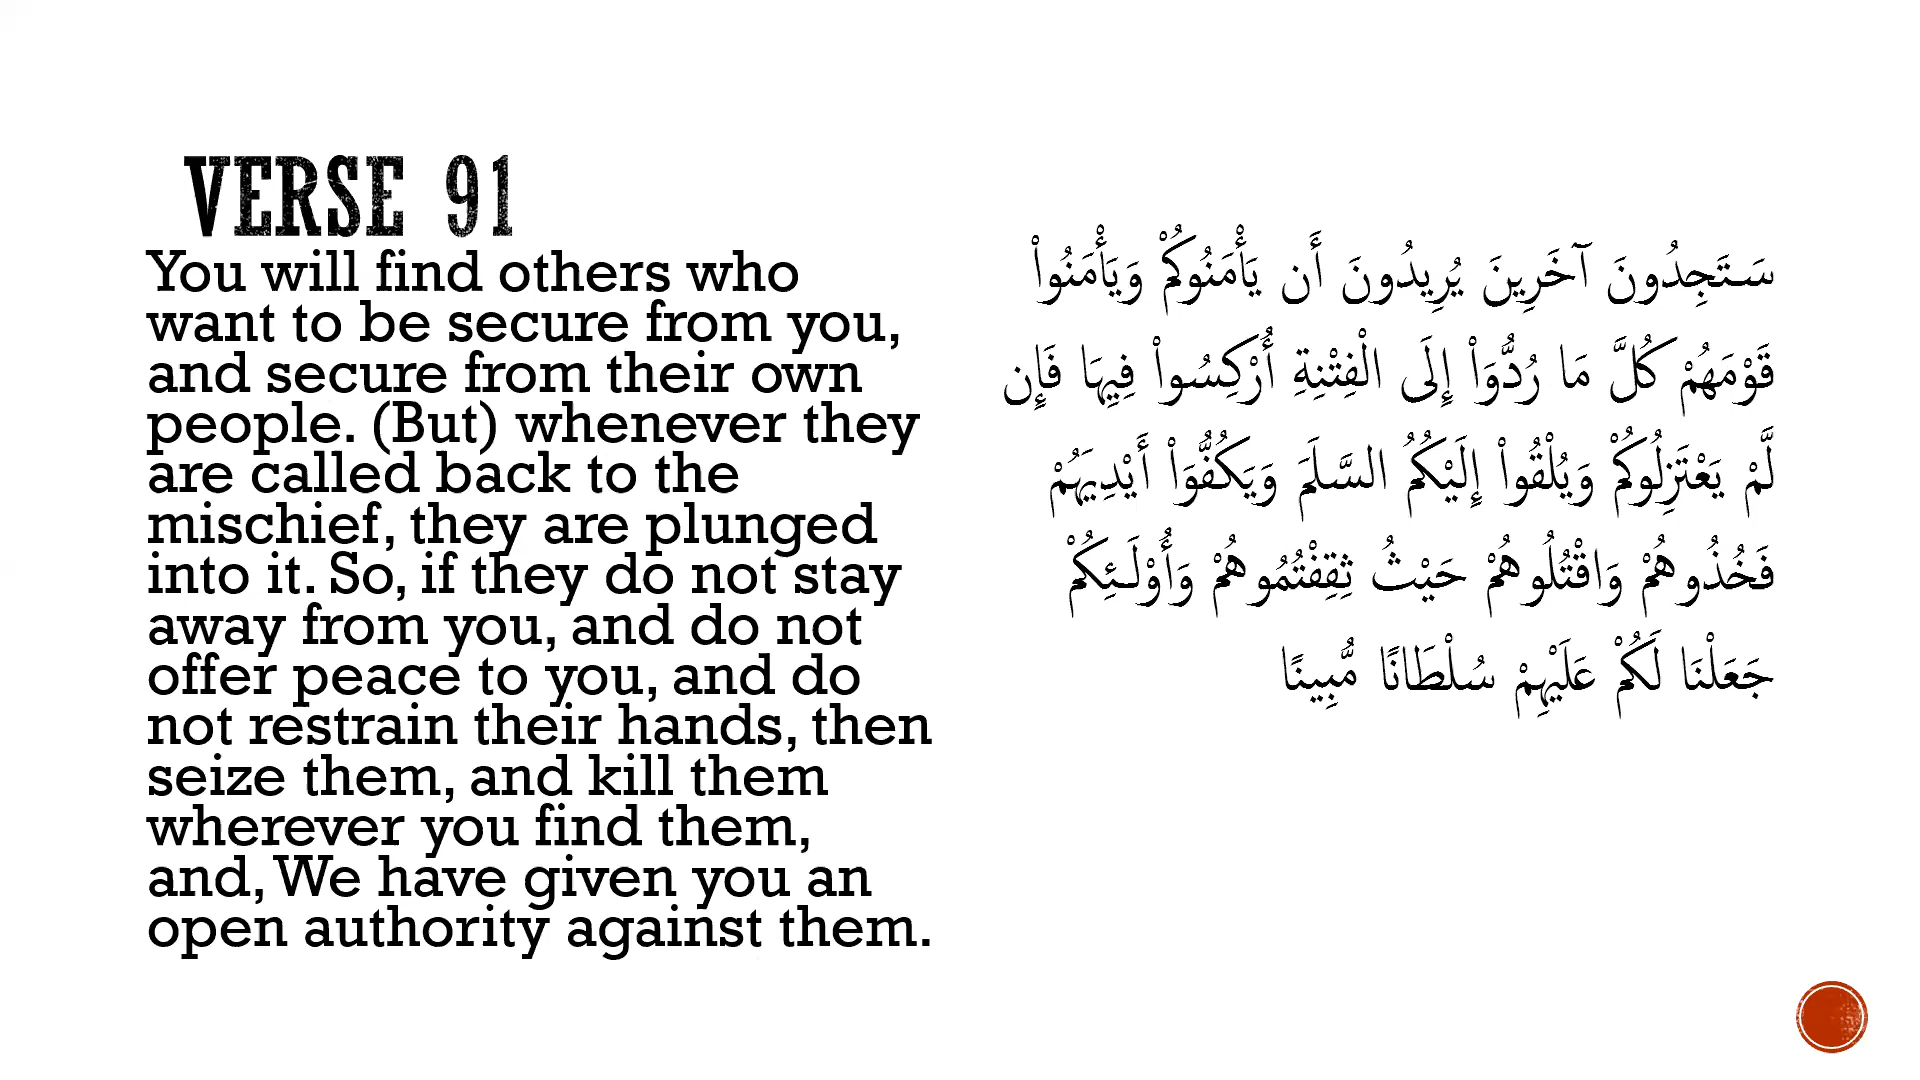 VERSE 91
You will find others who
want to be secure from you,
and secure from their own
people. (But) whenever they
are called back to the
mischief, they are plunged
into it. So, if they do not stay
away from you, and do not
offer peace to you, and do
not restrain their hands, then
seize them, and kill them
wherever you find them,
and, We have given you an
open authority against them.
سَتَجِدُونَ آخَرِينَ يُرِيدُونَ أَن يَأْمَنُوكُمْ وَيَأْمَنُواْ
قَوْمَهُمْ كُلَّ مَا رُدُّوَاْ إِلَى الْفِتْنِةِ أُرْكِسُواْ فِيِهَا فَإِن
لَّمْ يَعْتَزِلُوكُمْ وَيُلْقُواْ إِلَيْكُمُ السَّلَمَ وَيَكُفُّوَاْ أَيْدِيَهُمْ
فَخُذُوهُمْ وَاقْتُلُوهُمْ حَيْثُ ثِقِفْتُمُوهُمْ وَأُوْلَـئِكُمْ
جَعَلْنَا لَكُمْ عَلَيْهِمْ سُلْطَانًا مُّبِينًا